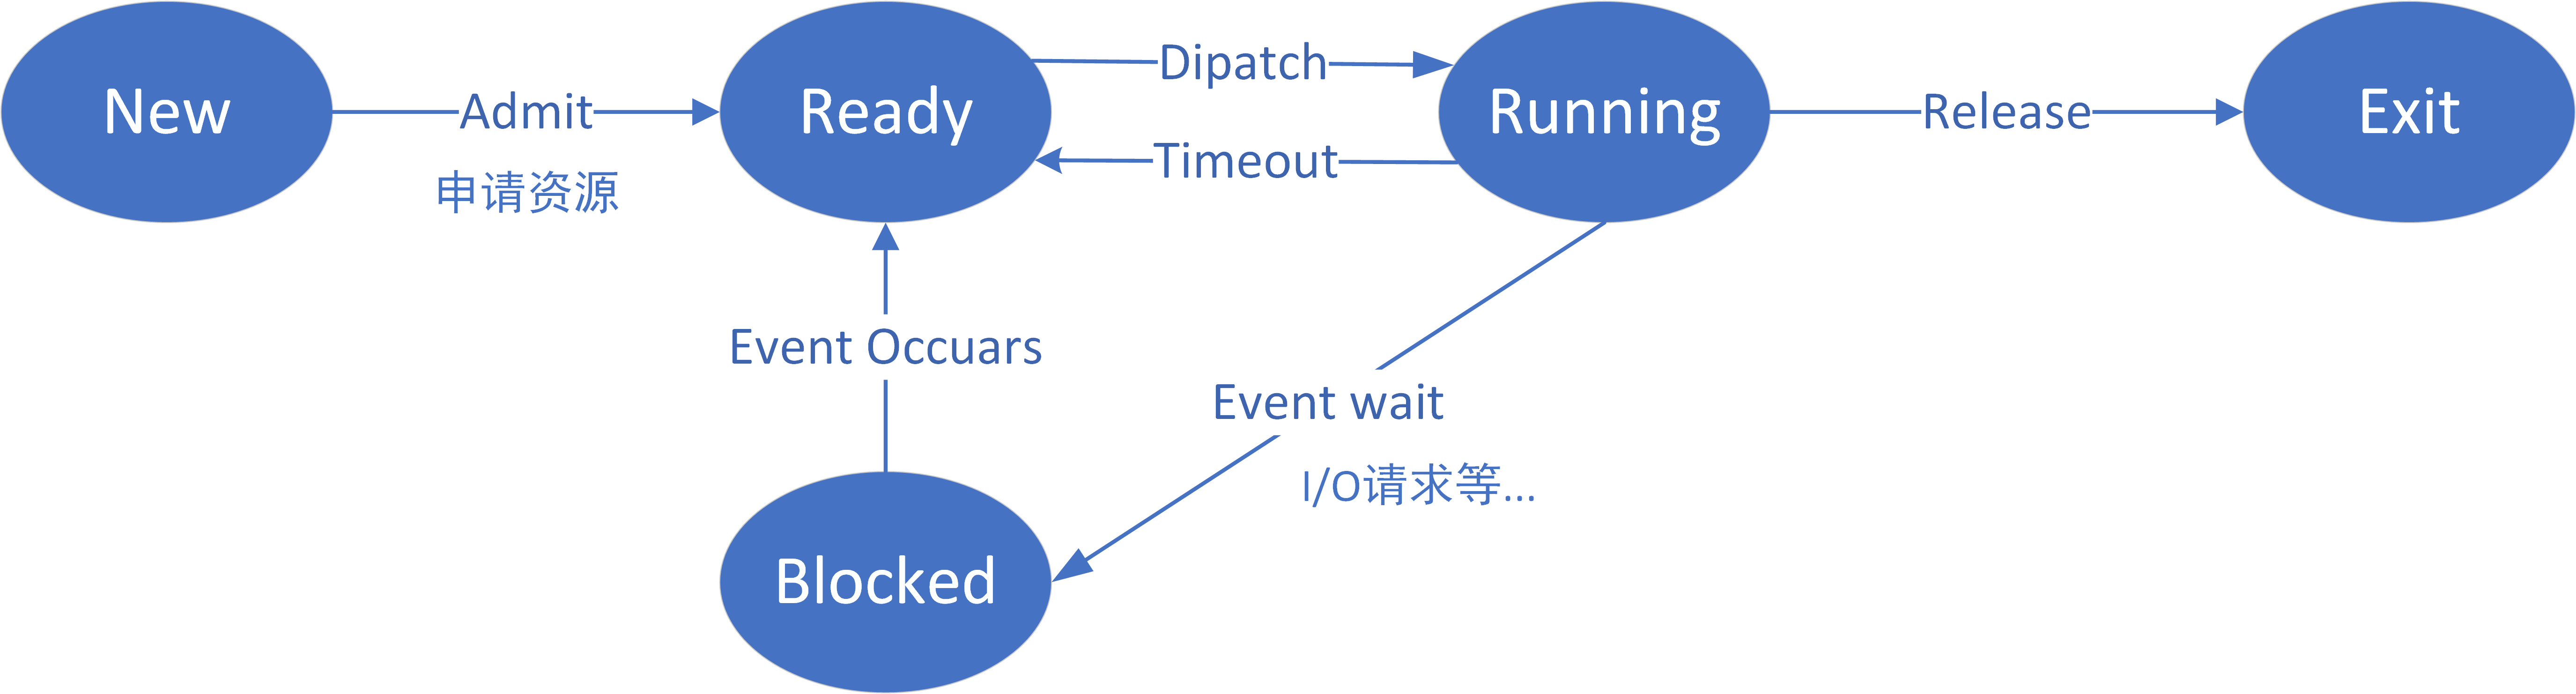 New
Admit
申请资源
Ready
Dipatch
Timeout
Running
Release
Exit
Event Occuars
Event wait
I/O请求等...
Blocked